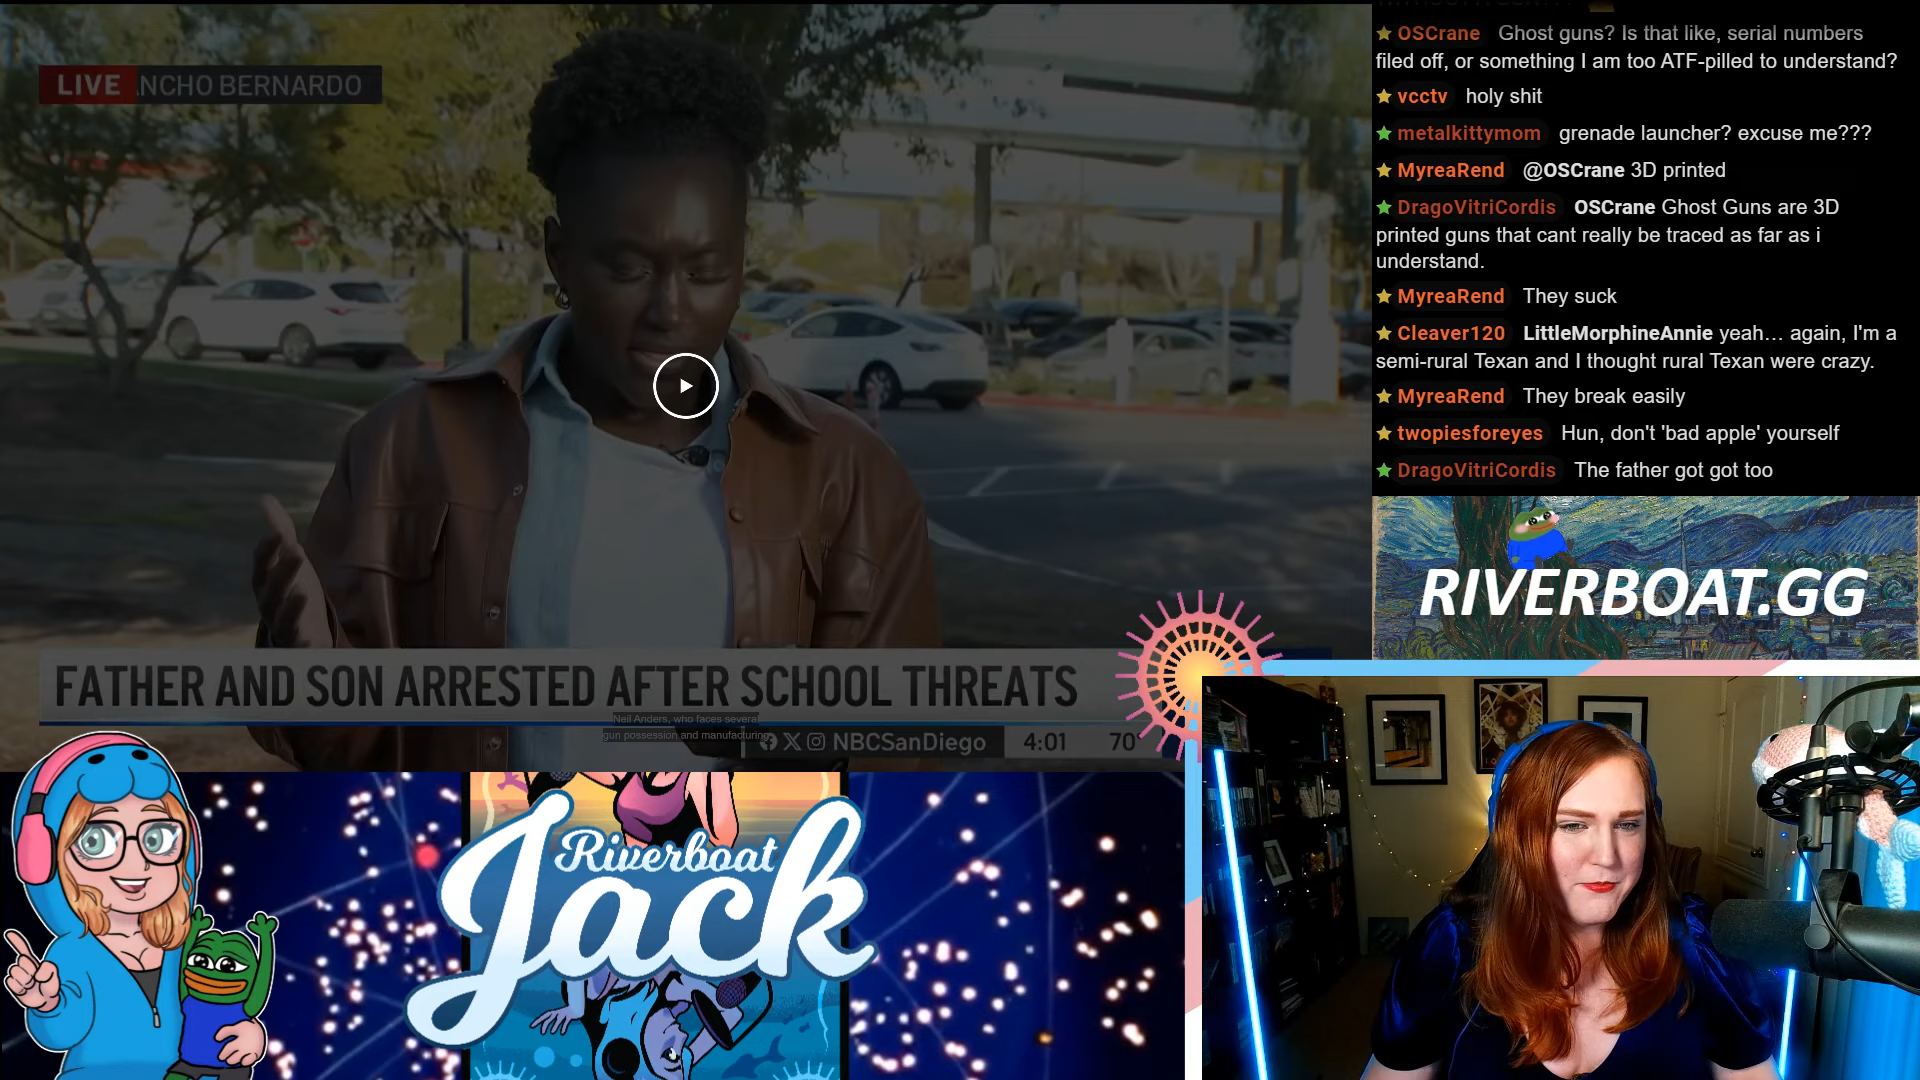 LIVE
NCHO BERNARDO
FATHER AND SON ARRESTED AFTER SCHOOL THREATS
Neil Anders, who faces several
gun possession and manufacturing
NBCSanDiego 4:01 70°
OSCrane Ghost guns? Is that like, serial numbers
filed off, or something I am too ATF-pilled to understand?
vcctv holy shit
metalkittymom grenade launcher? excuse me???
MyreaRend @OSCrane 3D printed
DragoVitriCordis OSCrane Ghost Guns are 3D
printed guns that cant really be traced as far as i
understand.
MyreaRend They suck
Cleaver120 LittleMorphineAnnie yeah... again, I'm a
semi-rural Texan and I thought rural Texan were crazy.
MyreaRend They break easily
twopiesforeyes Hun, don't 'bad apple' yourself
DragoVitriCordis The father got got too
RIVERBOAT.GG
Riverboat
Jack